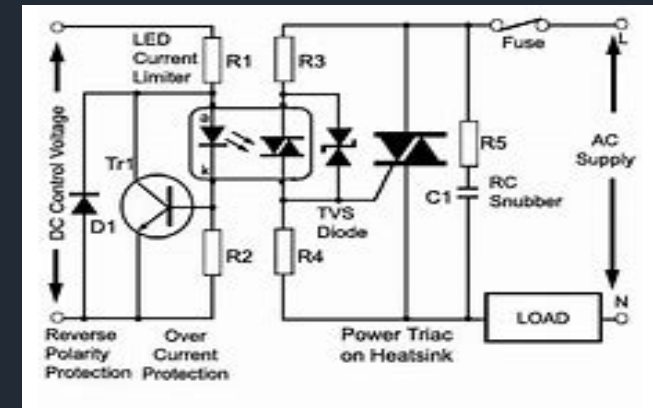 LED
Current
Limiter
R1
R3
Fuse
L
DC Control Voltage
a
k
Tr1
D1
R2
TVS
Diode
R4
R5
C1
RC
Snubber
AC
Supply
N
LOAD
Reverse
Polarity
Protection
Over
Current
Protection
Power Triac
on Heatsink